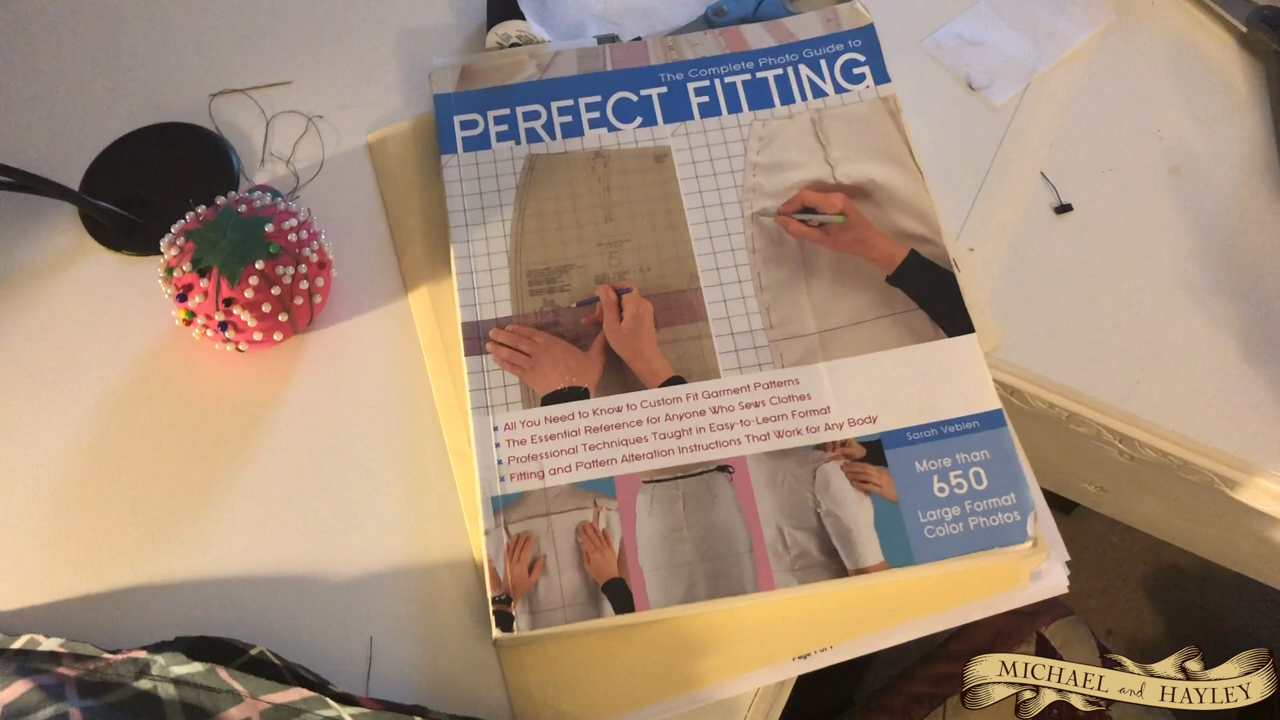 The Complete Photo Guide to
PERFECT FITTING
All You Need to Know to Custom Fit Garment Patterns
The Essential Reference for Anyone Who Sews Clothes
Professional Techniques Taught in Easy-to-Learn Format
Fitting and Pattern Alteration Instructions That Work for Any Body
Sarah Veblen
More than
650
Large Format
Color Photos
MICHAEL and HAYLEY